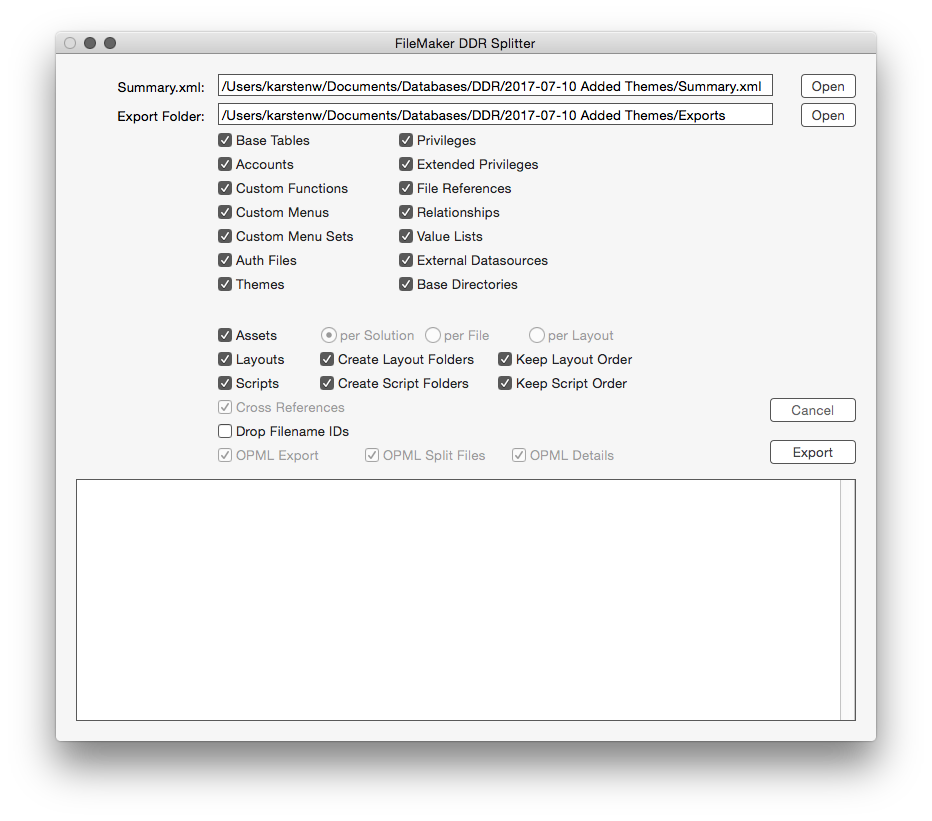 FileMaker DDR Splitter
Summary.xml: /Users/karstenw/Documents/Databases/DDR/2017-07-10 Added Themes/Summary.xml Open
Export Folder: /Users/karstenw/Documents/Databases/DDR/2017-07-10 Added Themes/Exports Open
Base Tables Privileges
Accounts Extended Privileges
Custom Functions File References
Custom Menus Relationships
Custom Menu Sets Value Lists
Auth Files External Datasources
Themes Base Directories
Assets per Solution per File per Layout
Layouts Create Layout Folders Keep Layout Order
Scripts Create Script Folders Keep Script Order
Cross References Cancel
Drop Filename IDs
OPML Export OPML Split Files OPML Details Export